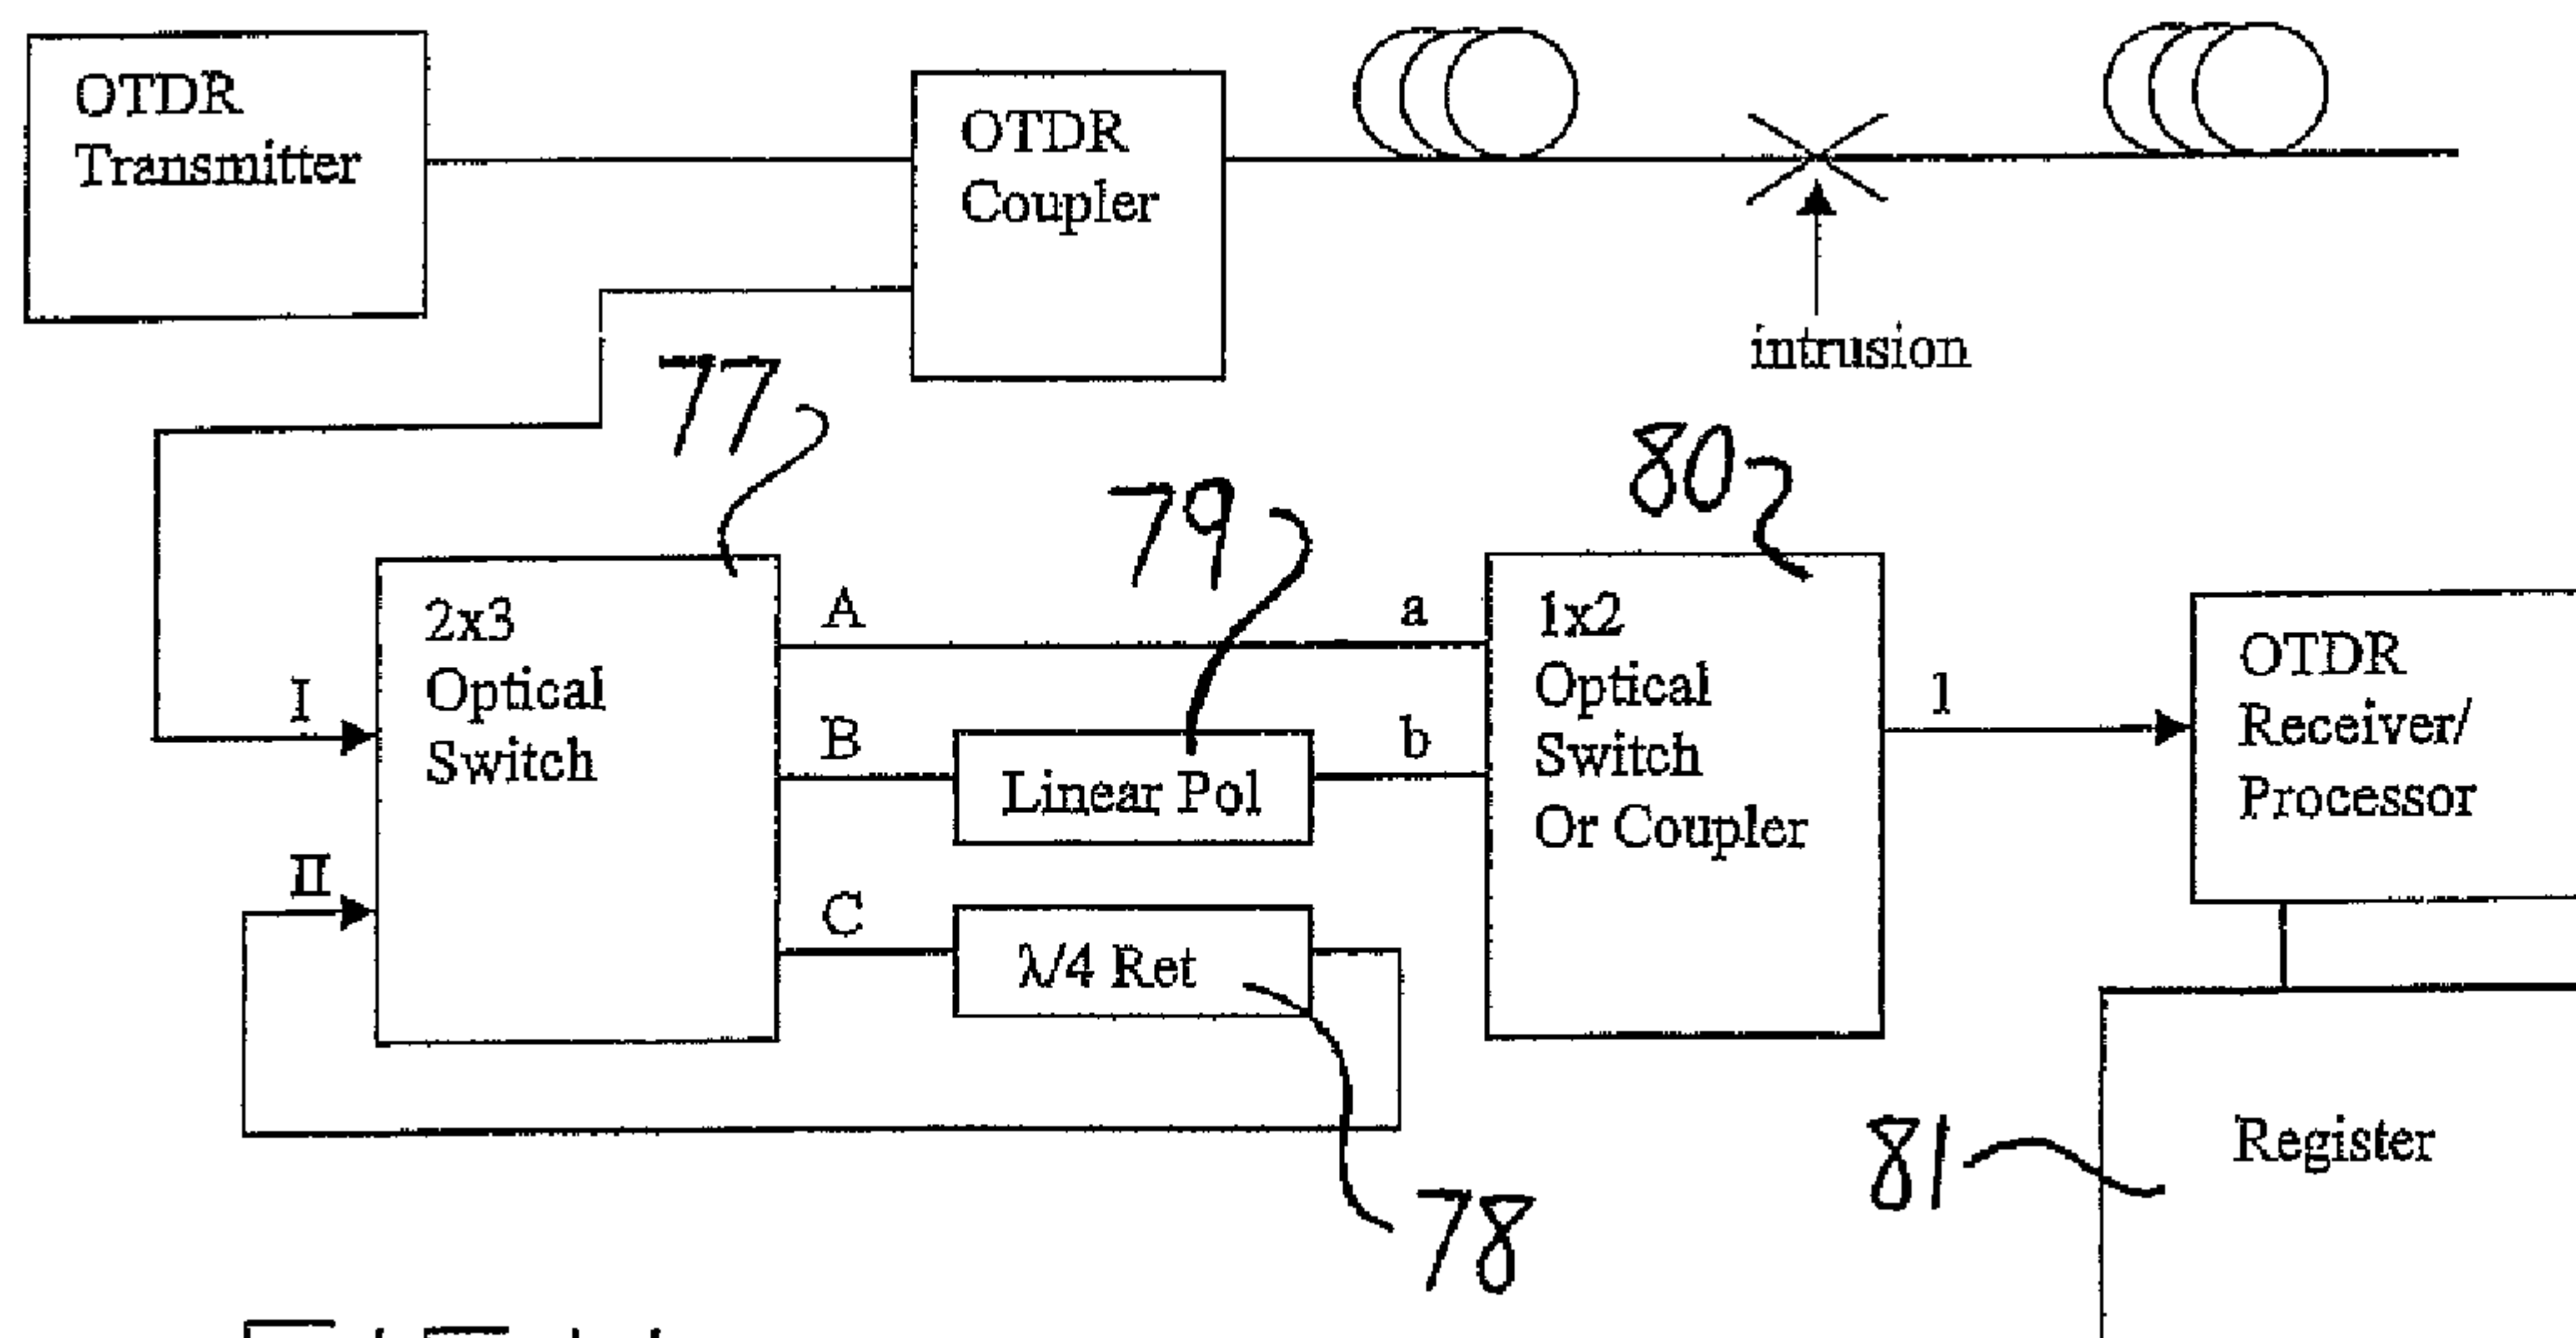 OTDR
Transmitter
OTDR
Coupler
intrusion
77
79
80
2x3
Optical
Switch
I
II
A
B
C
a
b
Linear Pol
λ/4 Ret
1x2
Optical
Switch
Or Coupler
1
OTDR
Receiver/
Processor
78
81
Register